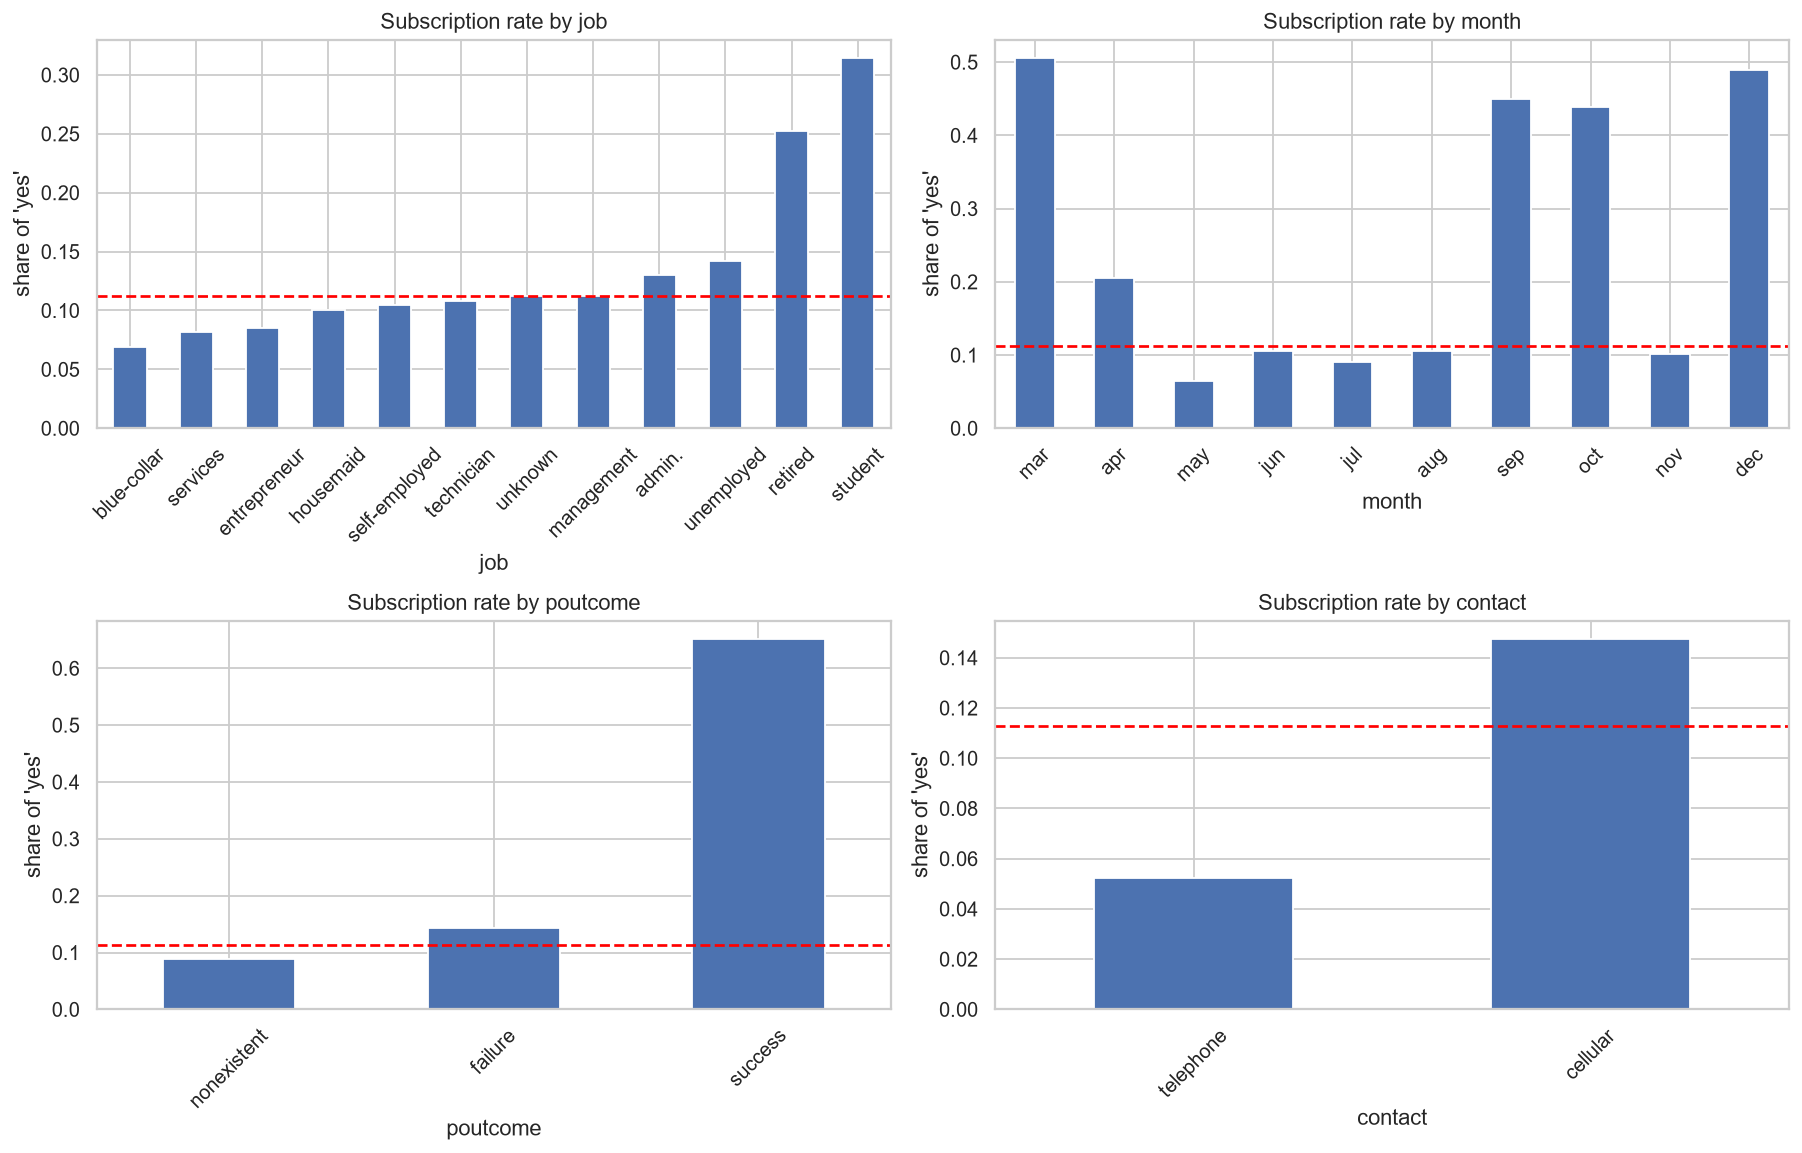 Subscription rate by job
share of 'yes'
0.30
0.25
0.20
0.15
0.10
0.05
0.00
blue-collar
services
entrepreneur
housemaid
self-employed
technician
unknown
management
admin.
unemployed
retired
student
job
Subscription rate by month
share of 'yes'
0.5
0.4
0.3
0.2
0.1
0.0
mar
apr
may
jun
jul
aug
sep
oct
nov
dec
month
Subscription rate by poutcome
share of 'yes'
0.6
0.5
0.4
0.3
0.2
0.1
0.0
nonexistent
failure
success
poutcome
Subscription rate by contact
share of 'yes'
0.14
0.12
0.10
0.08
0.06
0.04
0.02
0.00
telephone
cellular
contact